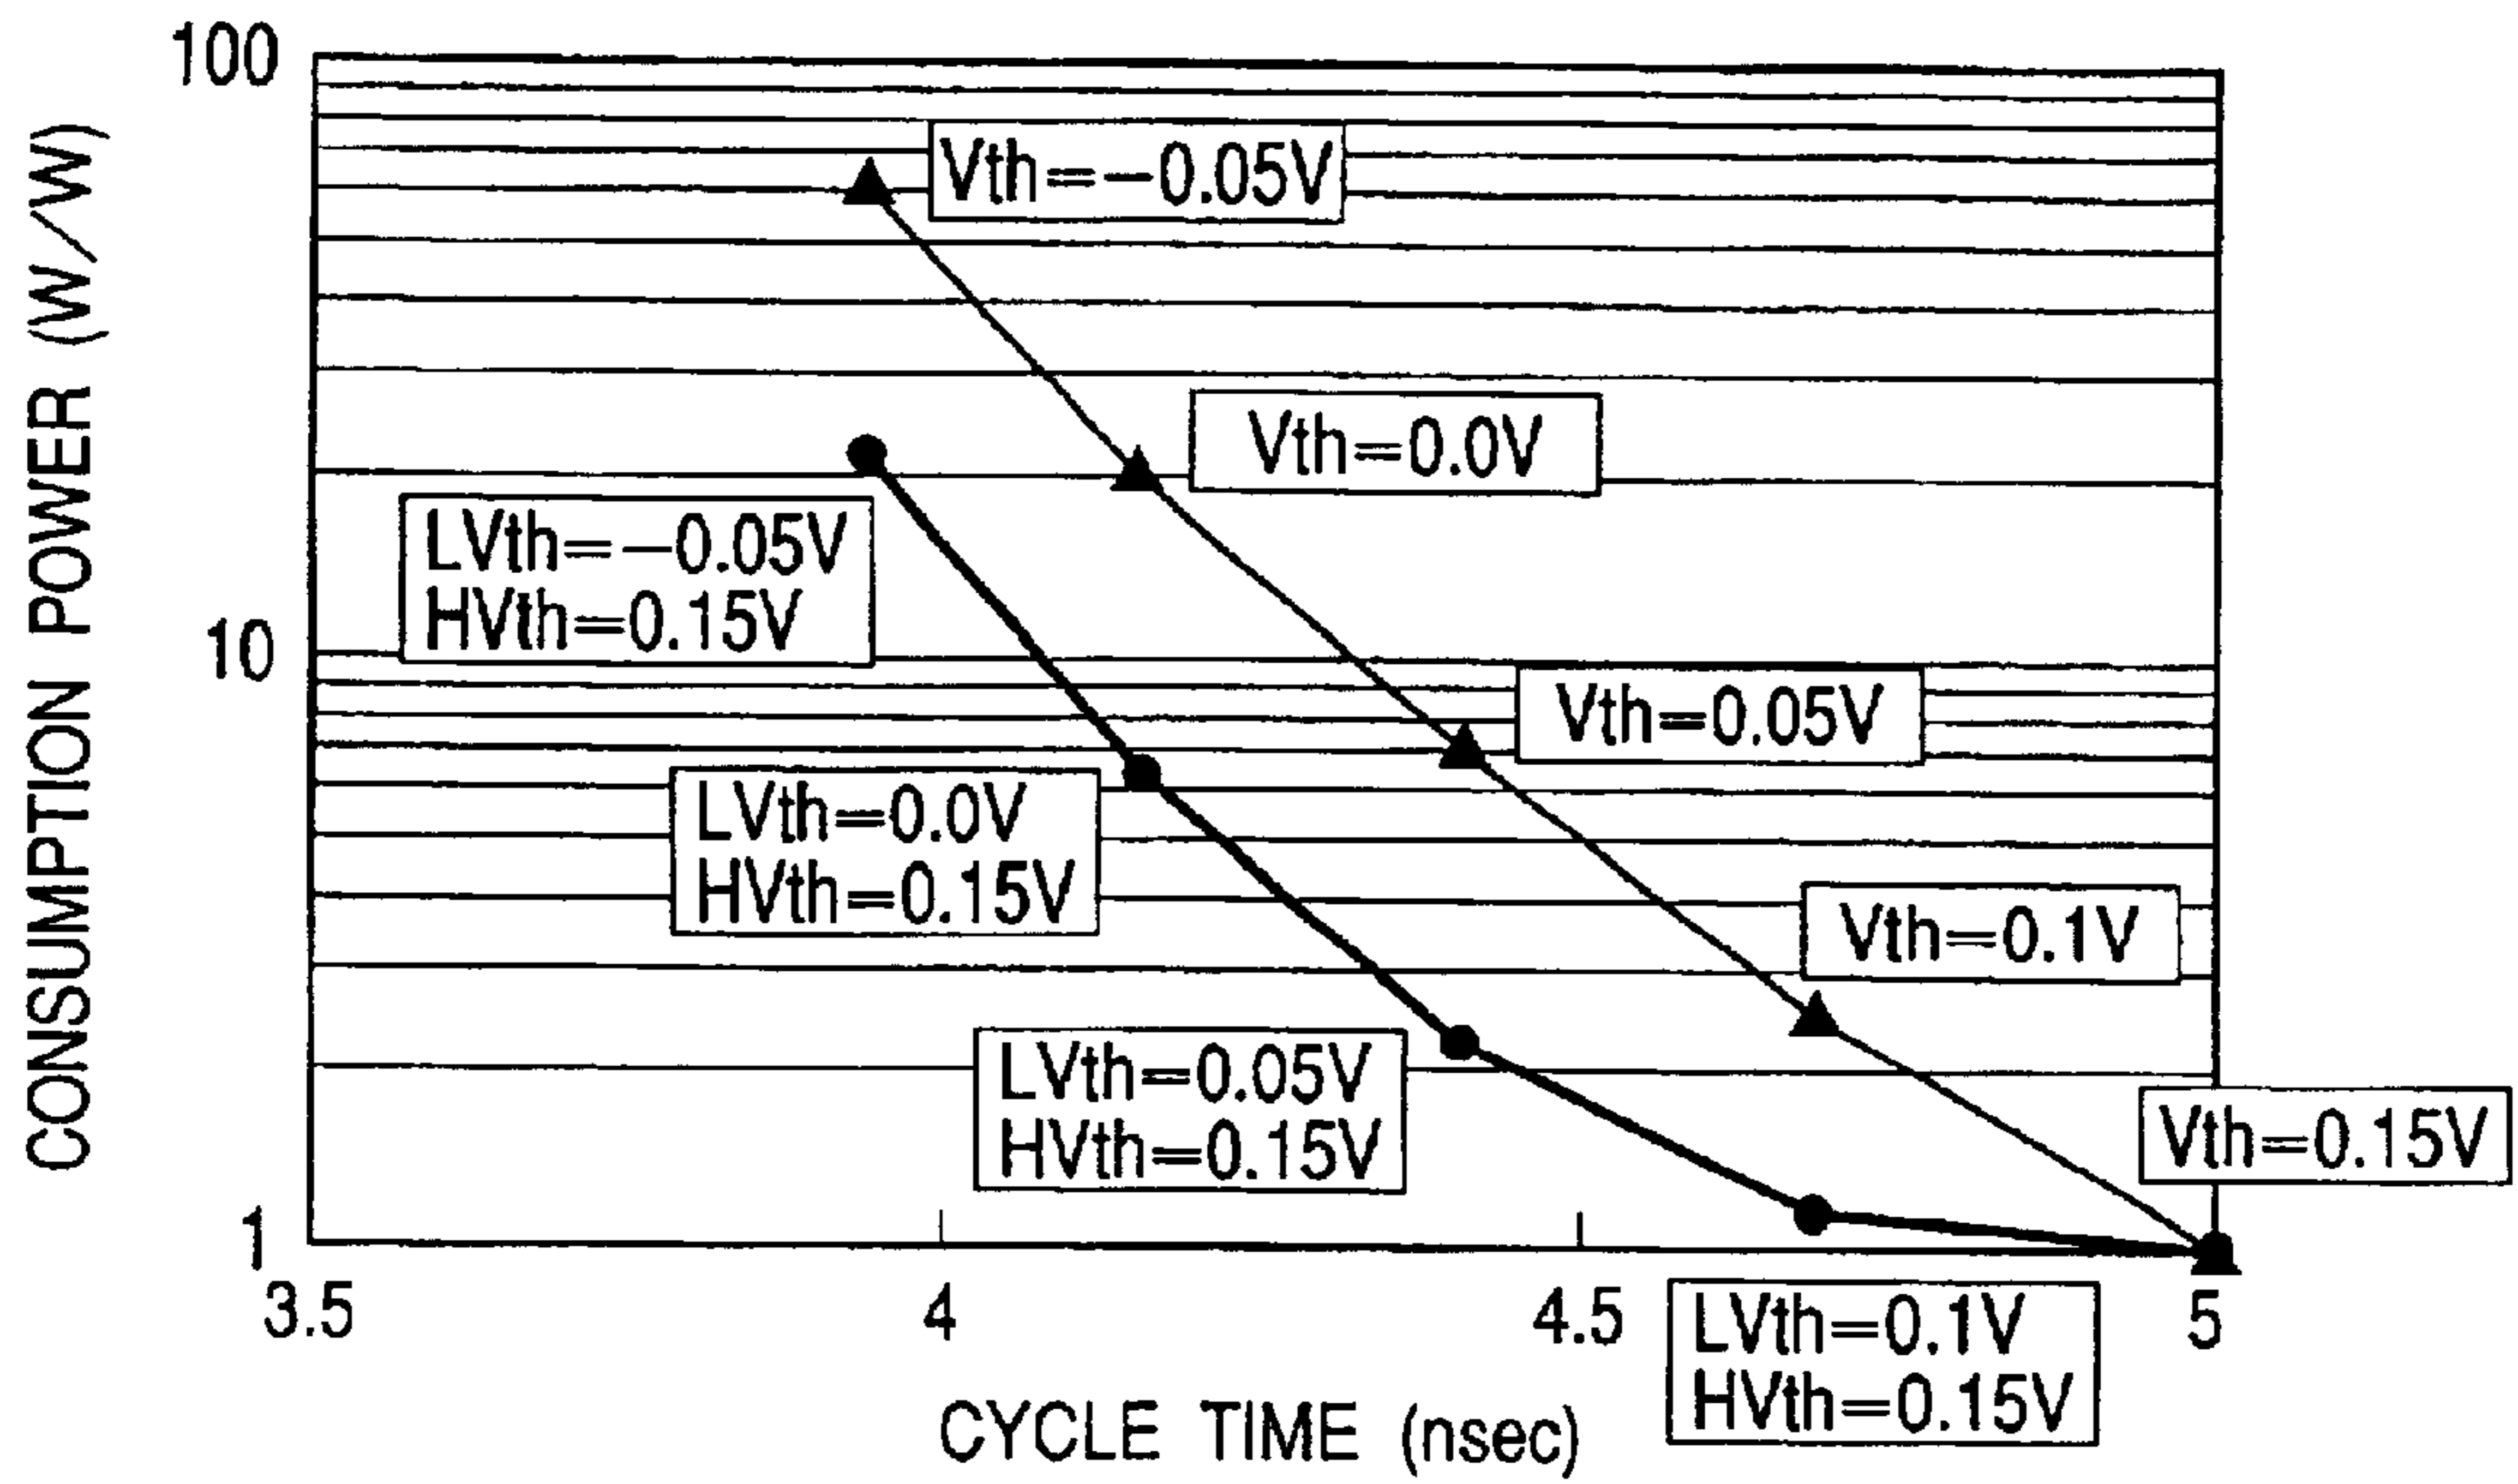 100
CONSUMPTION POWER (W/W)
Vth=-0.05V
Vth=0.0V
LVth=-0.05V
HVth=0.15V
10
Vth=0.05V
LVth=0.0V
HVth=0.15V
Vth=0.1V
LVth=0.05V
HVth=0.15V
Vth=0.15V
1
3.5
4
4.5
5
LVth=0.1V
HVth=0.15V
CYCLE TIME (nsec)